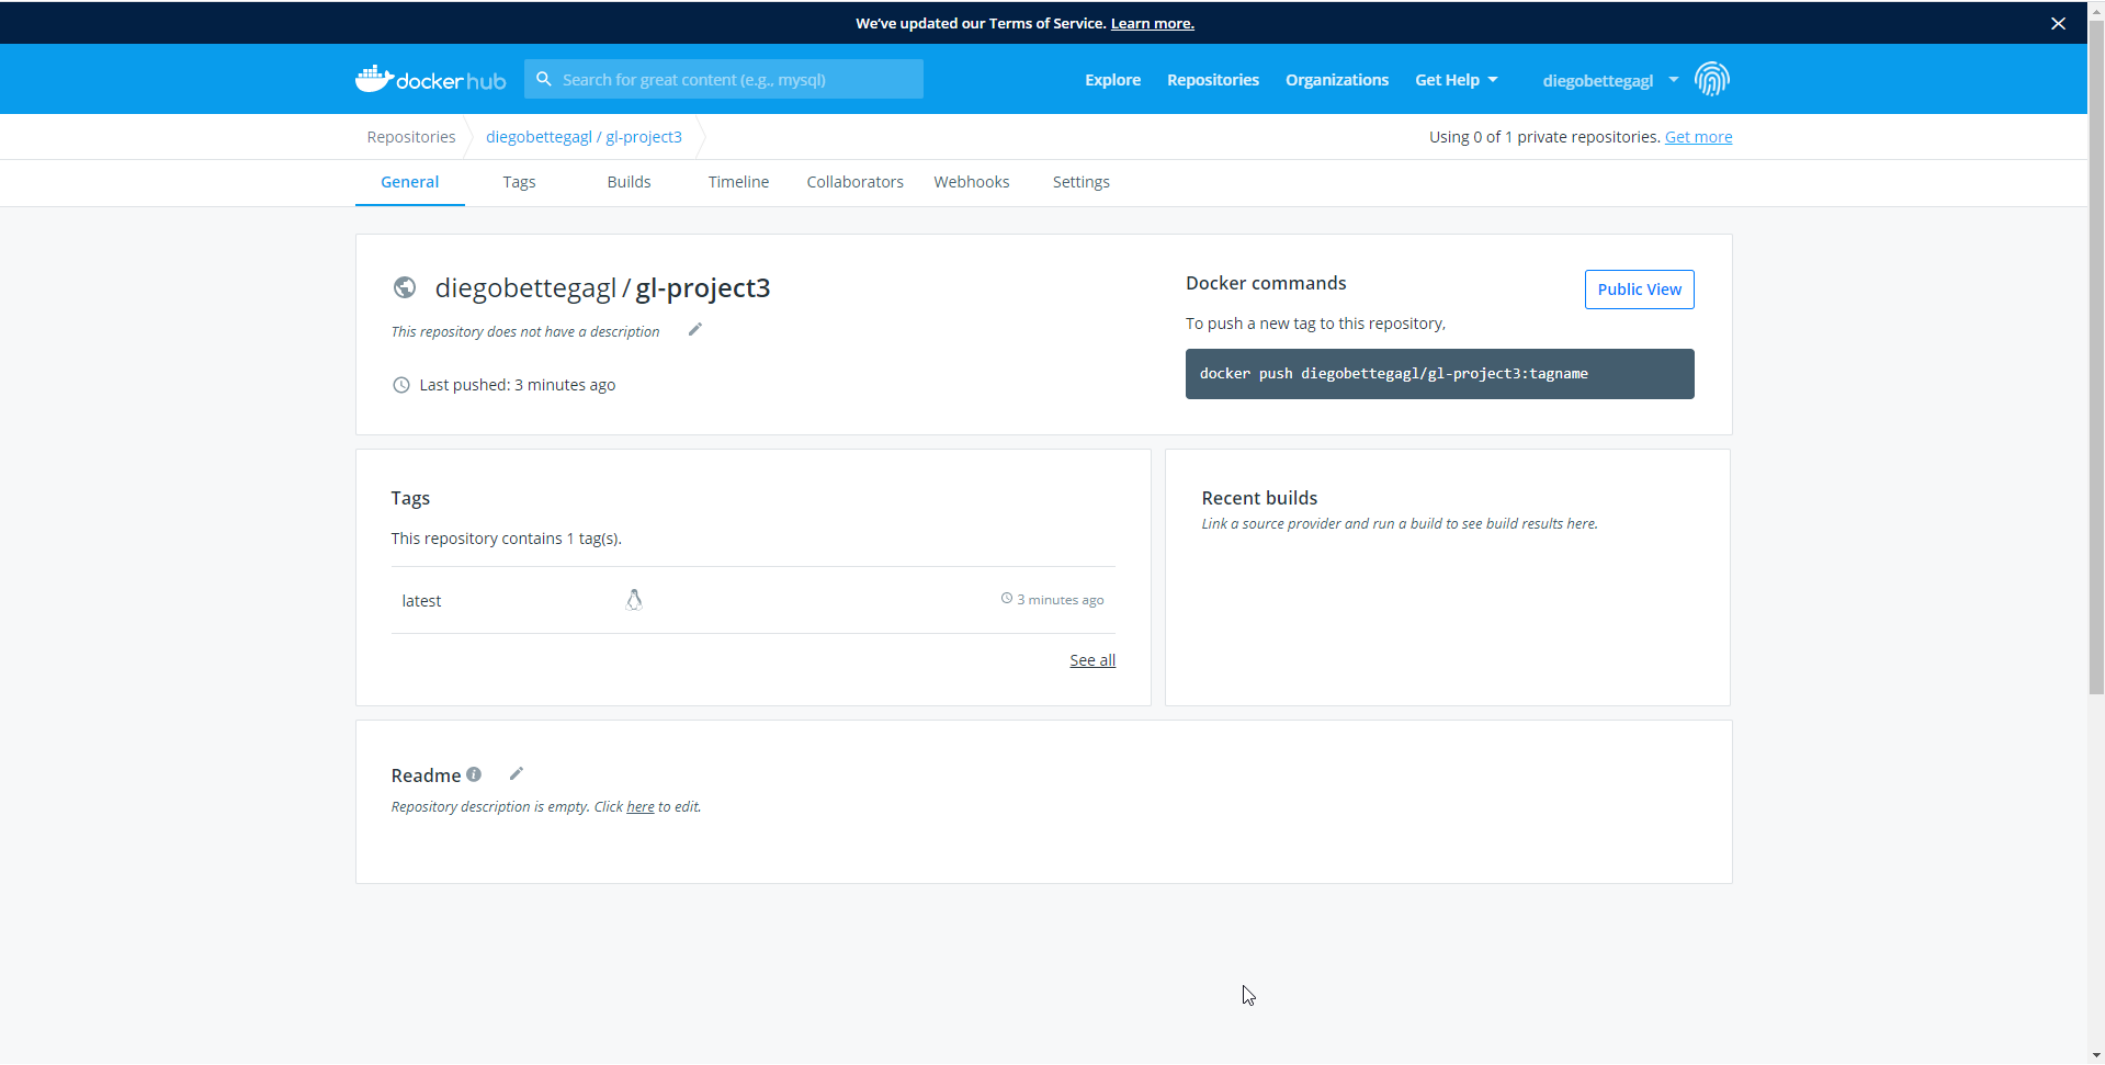 We've updated our Terms of Service. Learn more.
dockerhub
Search for great content (e.g., mysql)
Explore
Repositories
Organizations
Get Help
diegobettegagl
Repositories
diegobettegagl / gl-project3
Using 0 of 1 private repositories. Get more
General
Tags
Builds
Timeline
Collaborators
Webhooks
Settings
diegobettegagl / gl-project3
This repository does not have a description
Last pushed: 3 minutes ago
Docker commands
Public View
To push a new tag to this repository,
docker push diegobettegagl/gl-project3:tagname
Tags
This repository contains 1 tag(s).
latest
3 minutes ago
See all
Recent builds
Link a source provider and run a build to see build results here.
Readme
Repository description is empty. Click here to edit.